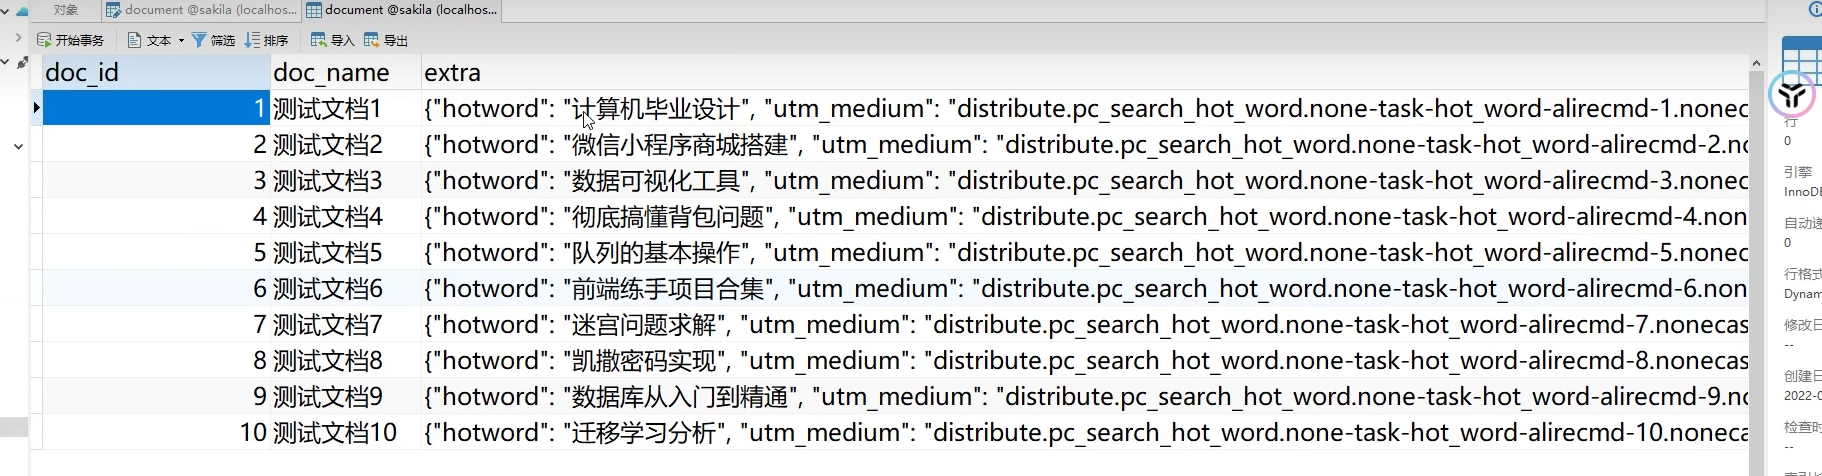 对象 document @sakila (localhos... document @sakila (localhos...
开始事务 文本 筛选 排序 导入 导出
doc_id doc_name extra
1 测试文档1 {"hotword": "计算机毕业设计", "utm_medium": "distribute.pc_search_hot_word.none-task-hot_word-alirecmd-1.nonec
2 测试文档2 {"hotword": "微信小程序商城搭建", "utm_medium": "distribute.pc_search_hot_word.none-task-hot_word-alirecmd-2.nc
3 测试文档3 {"hotword": "数据可视化工具", "utm_medium": "distribute.pc_search_hot_word.none-task-hot_word-alirecmd-3.nonec
4 测试文档4 {"hotword": "彻底搞懂背包问题", "utm_medium": "distribute.pc_search_hot_word.none-task-hot_word-alirecmd-4.non
5 测试文档5 {"hotword": "队列的基本操作", "utm_medium": "distribute.pc_search_hot_word.none-task-hot_word-alirecmd-5.nonec
6 测试文档6 {"hotword": "前端练手项目合集", "utm_medium": "distribute.pc_search_hot_word.none-task-hot_word-alirecmd-6.non
7 测试文档7 {"hotword": "迷宫问题求解", "utm_medium": "distribute.pc_search_hot_word.none-task-hot_word-alirecmd-7.nonecas
8 测试文档8 {"hotword": "凯撒密码实现", "utm_medium": "distribute.pc_search_hot_word.none-task-hot_word-alirecmd-8.nonecas
9 测试文档9 {"hotword": "数据库从入门到精通", "utm_medium": "distribute.pc_search_hot_word.none-task-hot_word-alirecmd-9.nc
10 测试文档10 {"hotword": "迁移学习分析", "utm_medium": "distribute.pc_search_hot_word.none-task-hot_word-alirecmd-10.noneca
行
0
引擎
InnoDB
自动递
0
行格式
Dynam
修改日
--
创建日
2022-0
检查时
--